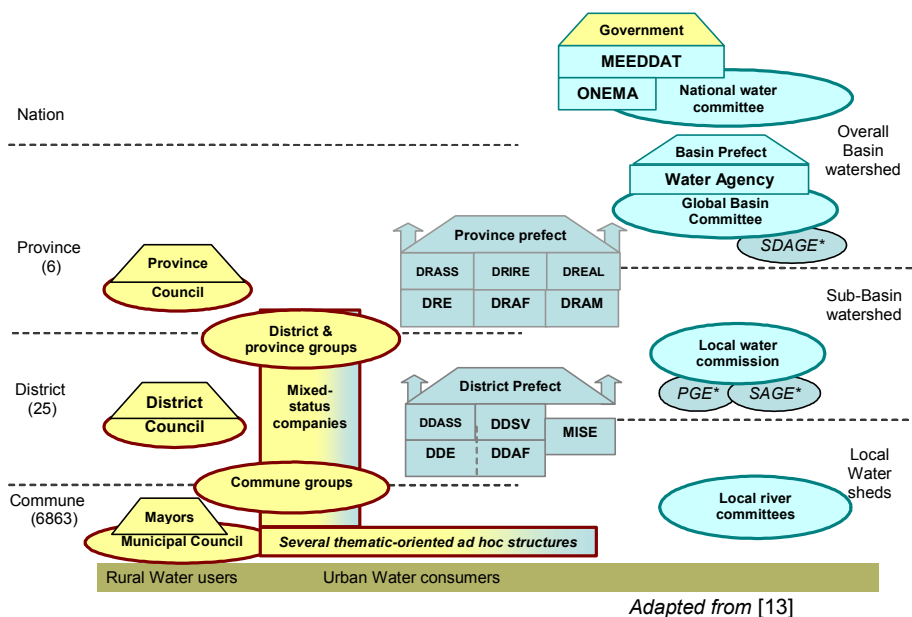 Government
MEEDDAT
ONEMA
National water
committee
Nation
Overall
Basin
watershed
Basin Prefect
Water Agency
Global Basin
Committee
SDAGE*
Province
(6)
Province
Council
Province prefect
DRASS
DRIRE
DREAL
DRE
DRAF
DRAM
Sub-Basin
watershed
District &
province groups
Local water
commission
PGE*
SAGE*
District
(25)
District
Council
Mixed-
status
companies
District Prefect
DDASS
DDSV
MISE
DDE
DDAF
Local
Water
sheds
Commune groups
Commune
(6863)
Mayors
Municipal Council
Several thematic-oriented ad hoc structures
Local river
committees
Rural Water users
Urban Water consumers
Adapted from [13]